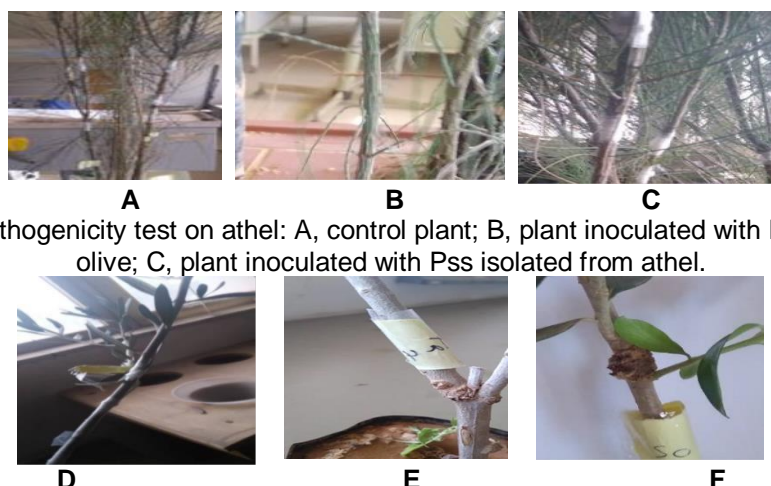 A B C
thogenicity test on athel: A, control plant; B, plant inoculated with
olive; C, plant inoculated with Pss isolated from athel.
D E F